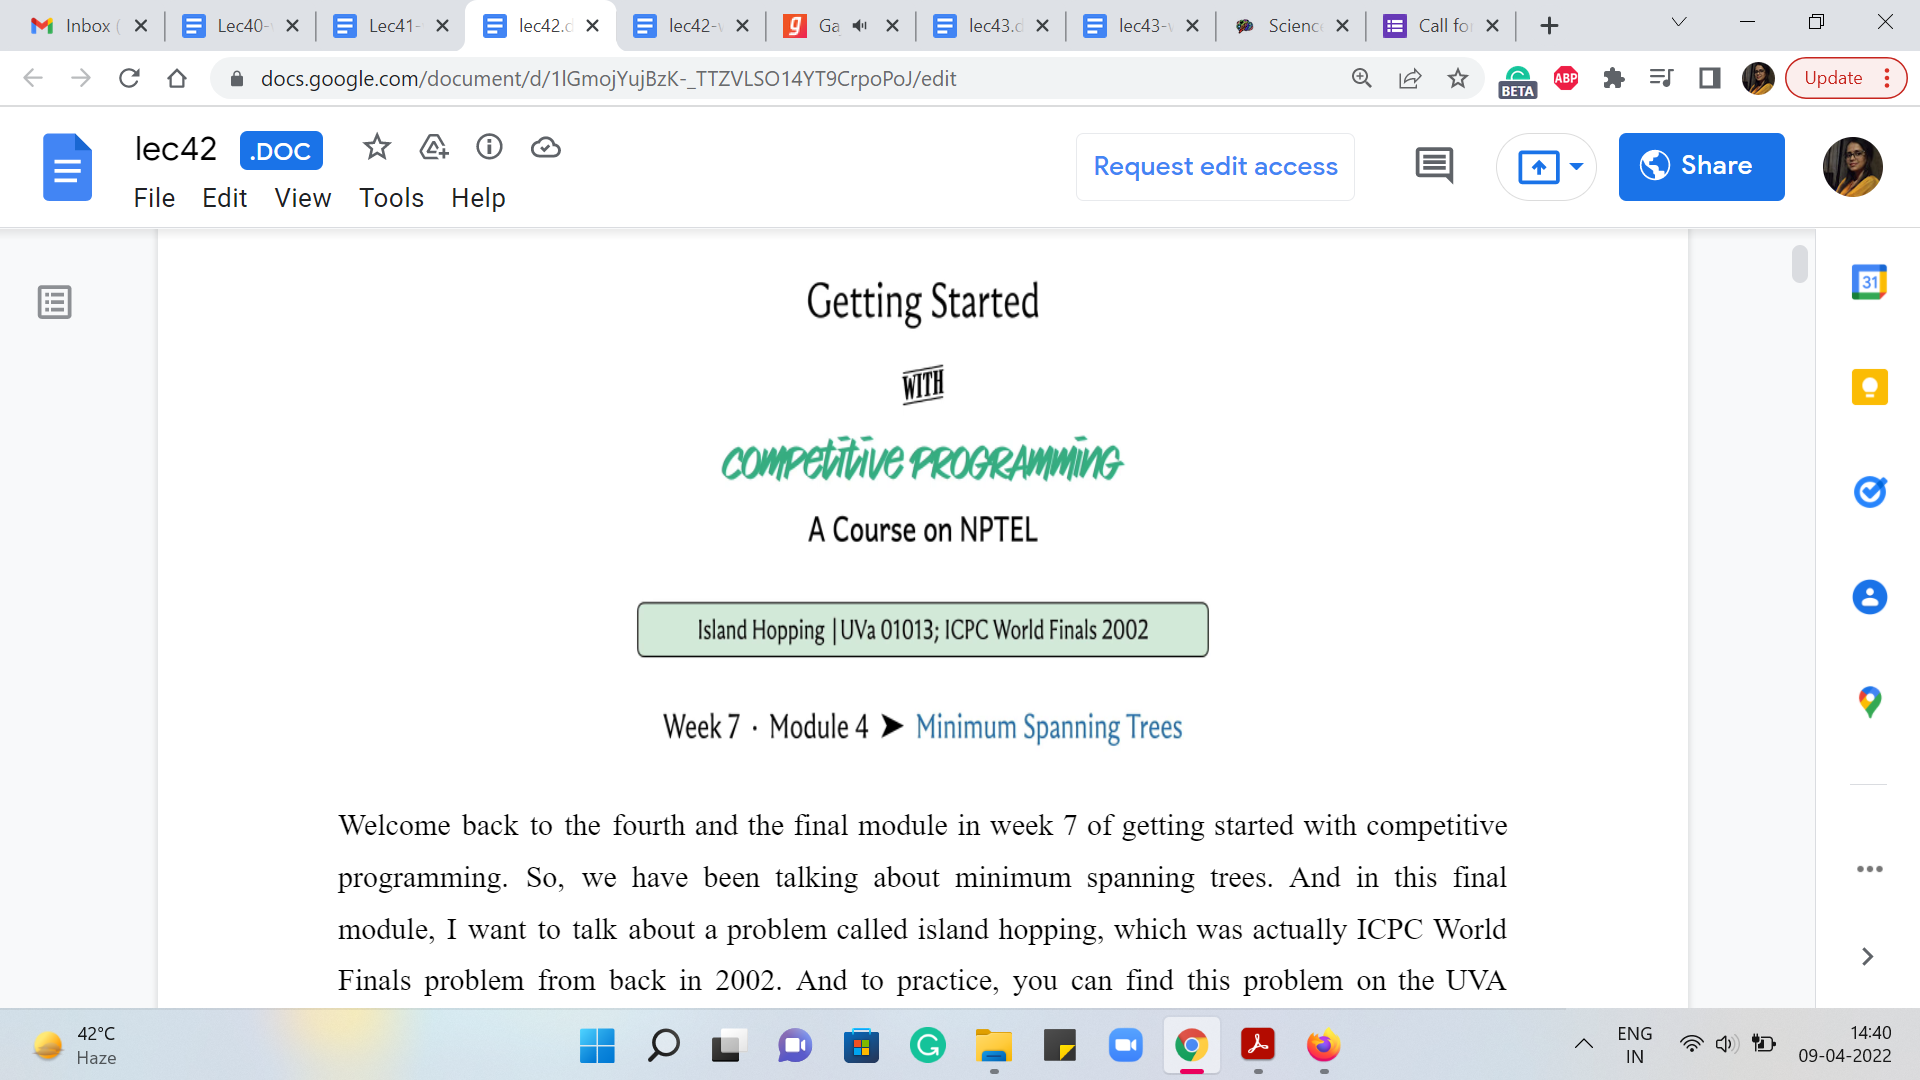 Inbox (
Lec40-
Lec41-
lec42.d
lec42-v
Ga
lec43.d
lec43-v
Science
Call for
docs.google.com/document/d/1lGmojYujBzK-_TTZVLSO14YT9CrpoPoJ/edit
BETA
ABP
Update
lec42 .DOC
Request edit access
Share
File Edit View Tools Help
31
Getting Started
WITH
COMPETITIVE PROGRAMMING
A Course on NPTEL
Island Hopping | UVa 01013; ICPC World Finals 2002
Week 7 · Module 4 ➤ Minimum Spanning Trees
Welcome back to the fourth and the final module in week 7 of getting started with competitive
programming. So, we have been talking about minimum spanning trees. And in this final
module, I want to talk about a problem called island hopping, which was actually ICPC World
Finals problem from back in 2002. And to practice, you can find this problem on the UVA
42°C
Haze
ENG
IN
14:40
09-04-2022